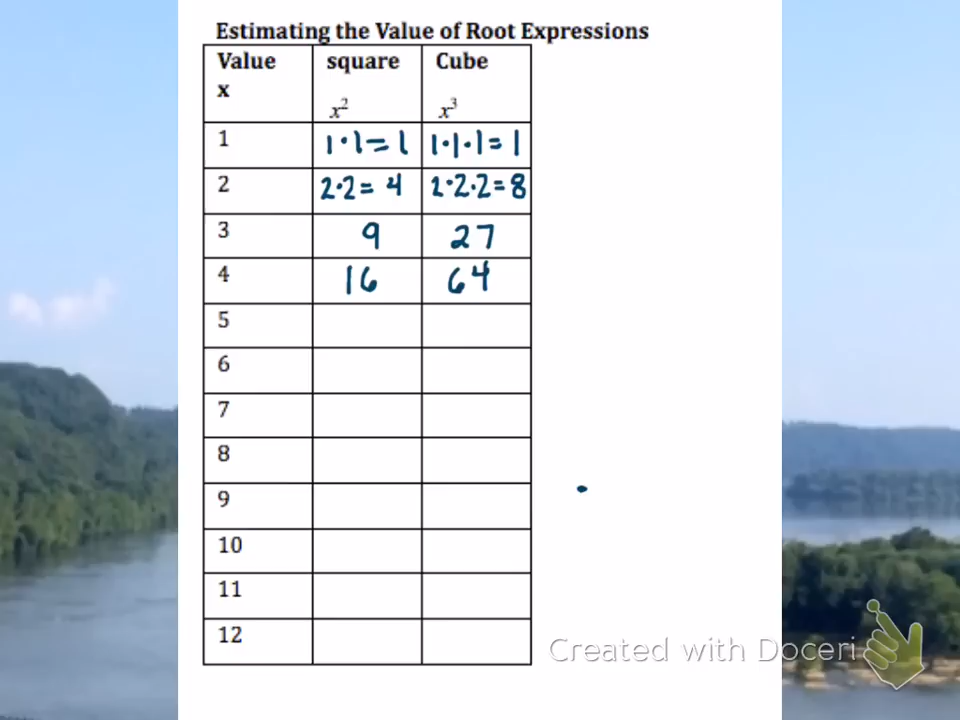 Estimating the Value of Root Expressions
Value x square x² Cube x³
1 1·1=1 1·1·1=1
2 2·2=4 2·2·2=8
3 9 27
4 16 64
5
6
7
8
9
10
11
12
Created with Doceri